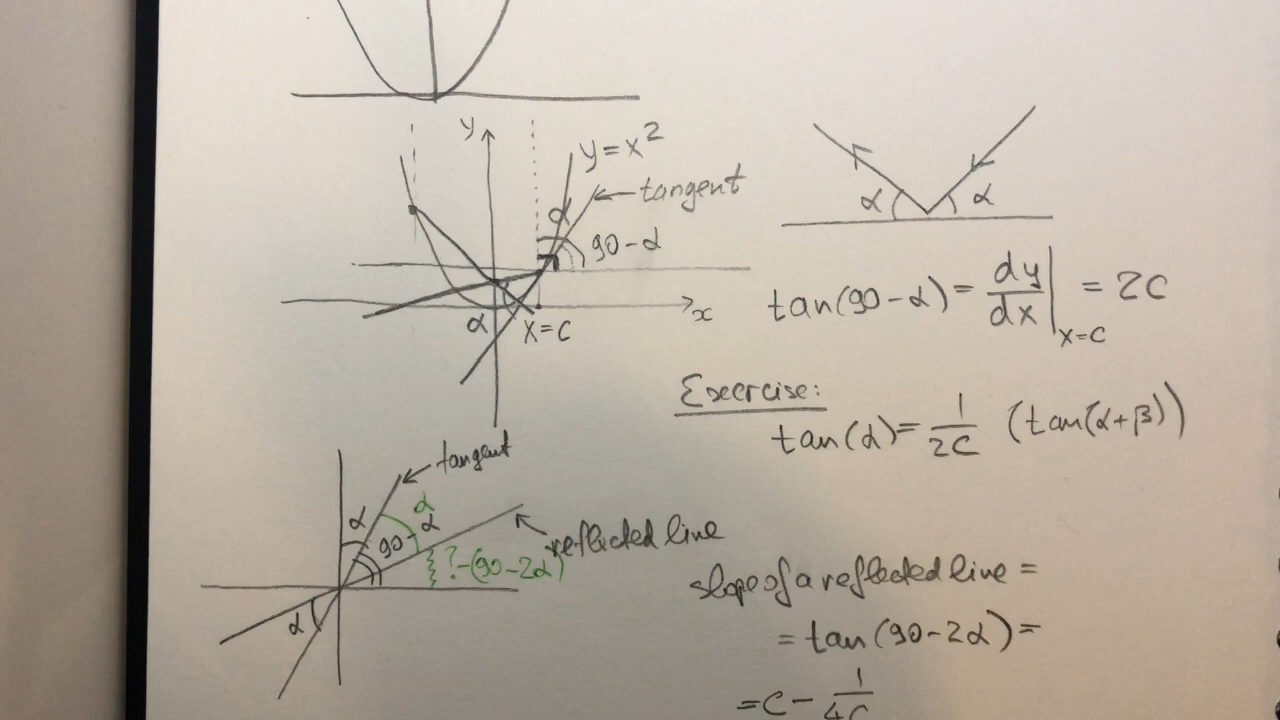 y
y=x²
tangent
α
90-α
x
α
x=c
α α
tan(90-α)= dy/dx |x=c = 2c
Exercise:
tan(α)= 1/2c (tan(α+β))
tangent
α
α
90-α
reflected line
?-(90-2α)
α
slope of a reflected line =
= tan(90-2α)=
=c- 1/4c